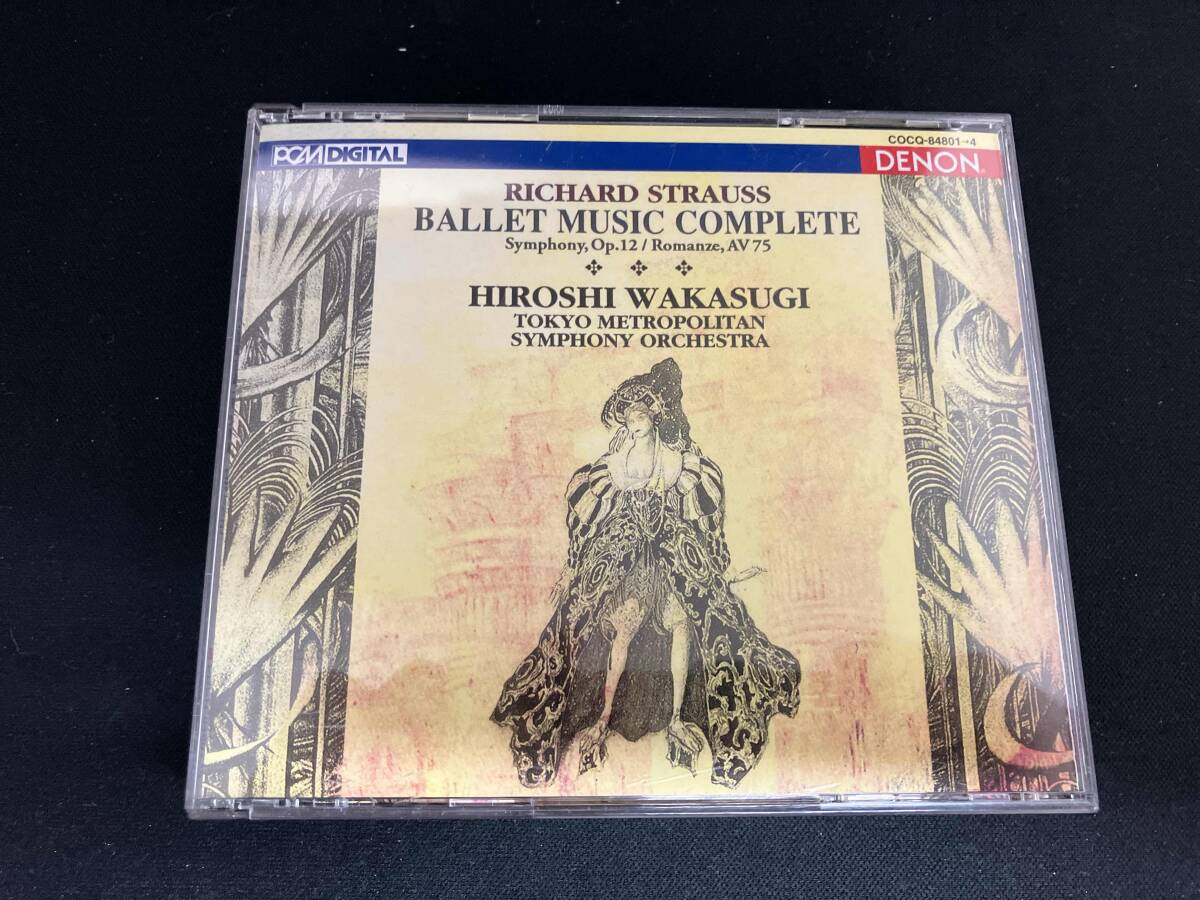 COCQ-84801→4
PCM DIGITAL
DENON
RICHARD STRAUSS
BALLET MUSIC COMPLETE
Symphony, Op.12 / Romanze, AV 75
HIROSHI WAKASUGI
TOKYO METROPOLITAN
SYMPHONY ORCHESTRA